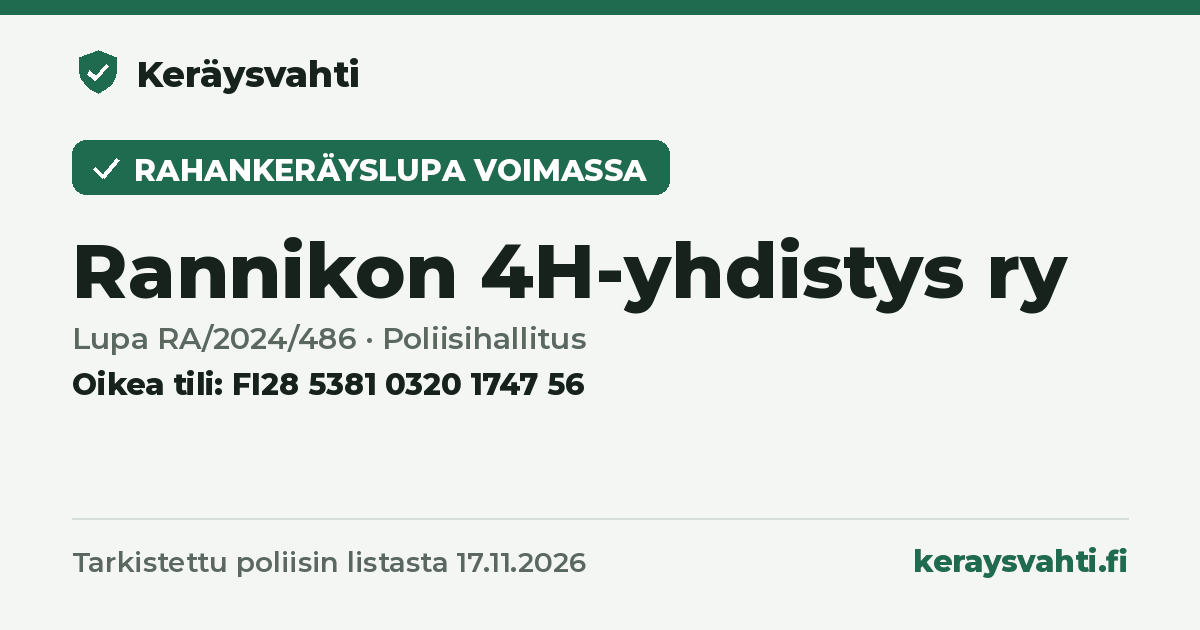 Keräysvahti
RAHANKERÄYSLUPA VOIMASSA
Rannikon 4H-yhdistys ry
Lupa RA/2024/486 · Poliisihallitus
Oikea tili: FI28 5381 0320 1747 56
Tarkistettu poliisin listasta 17.11.2026
keraysvahti.fi